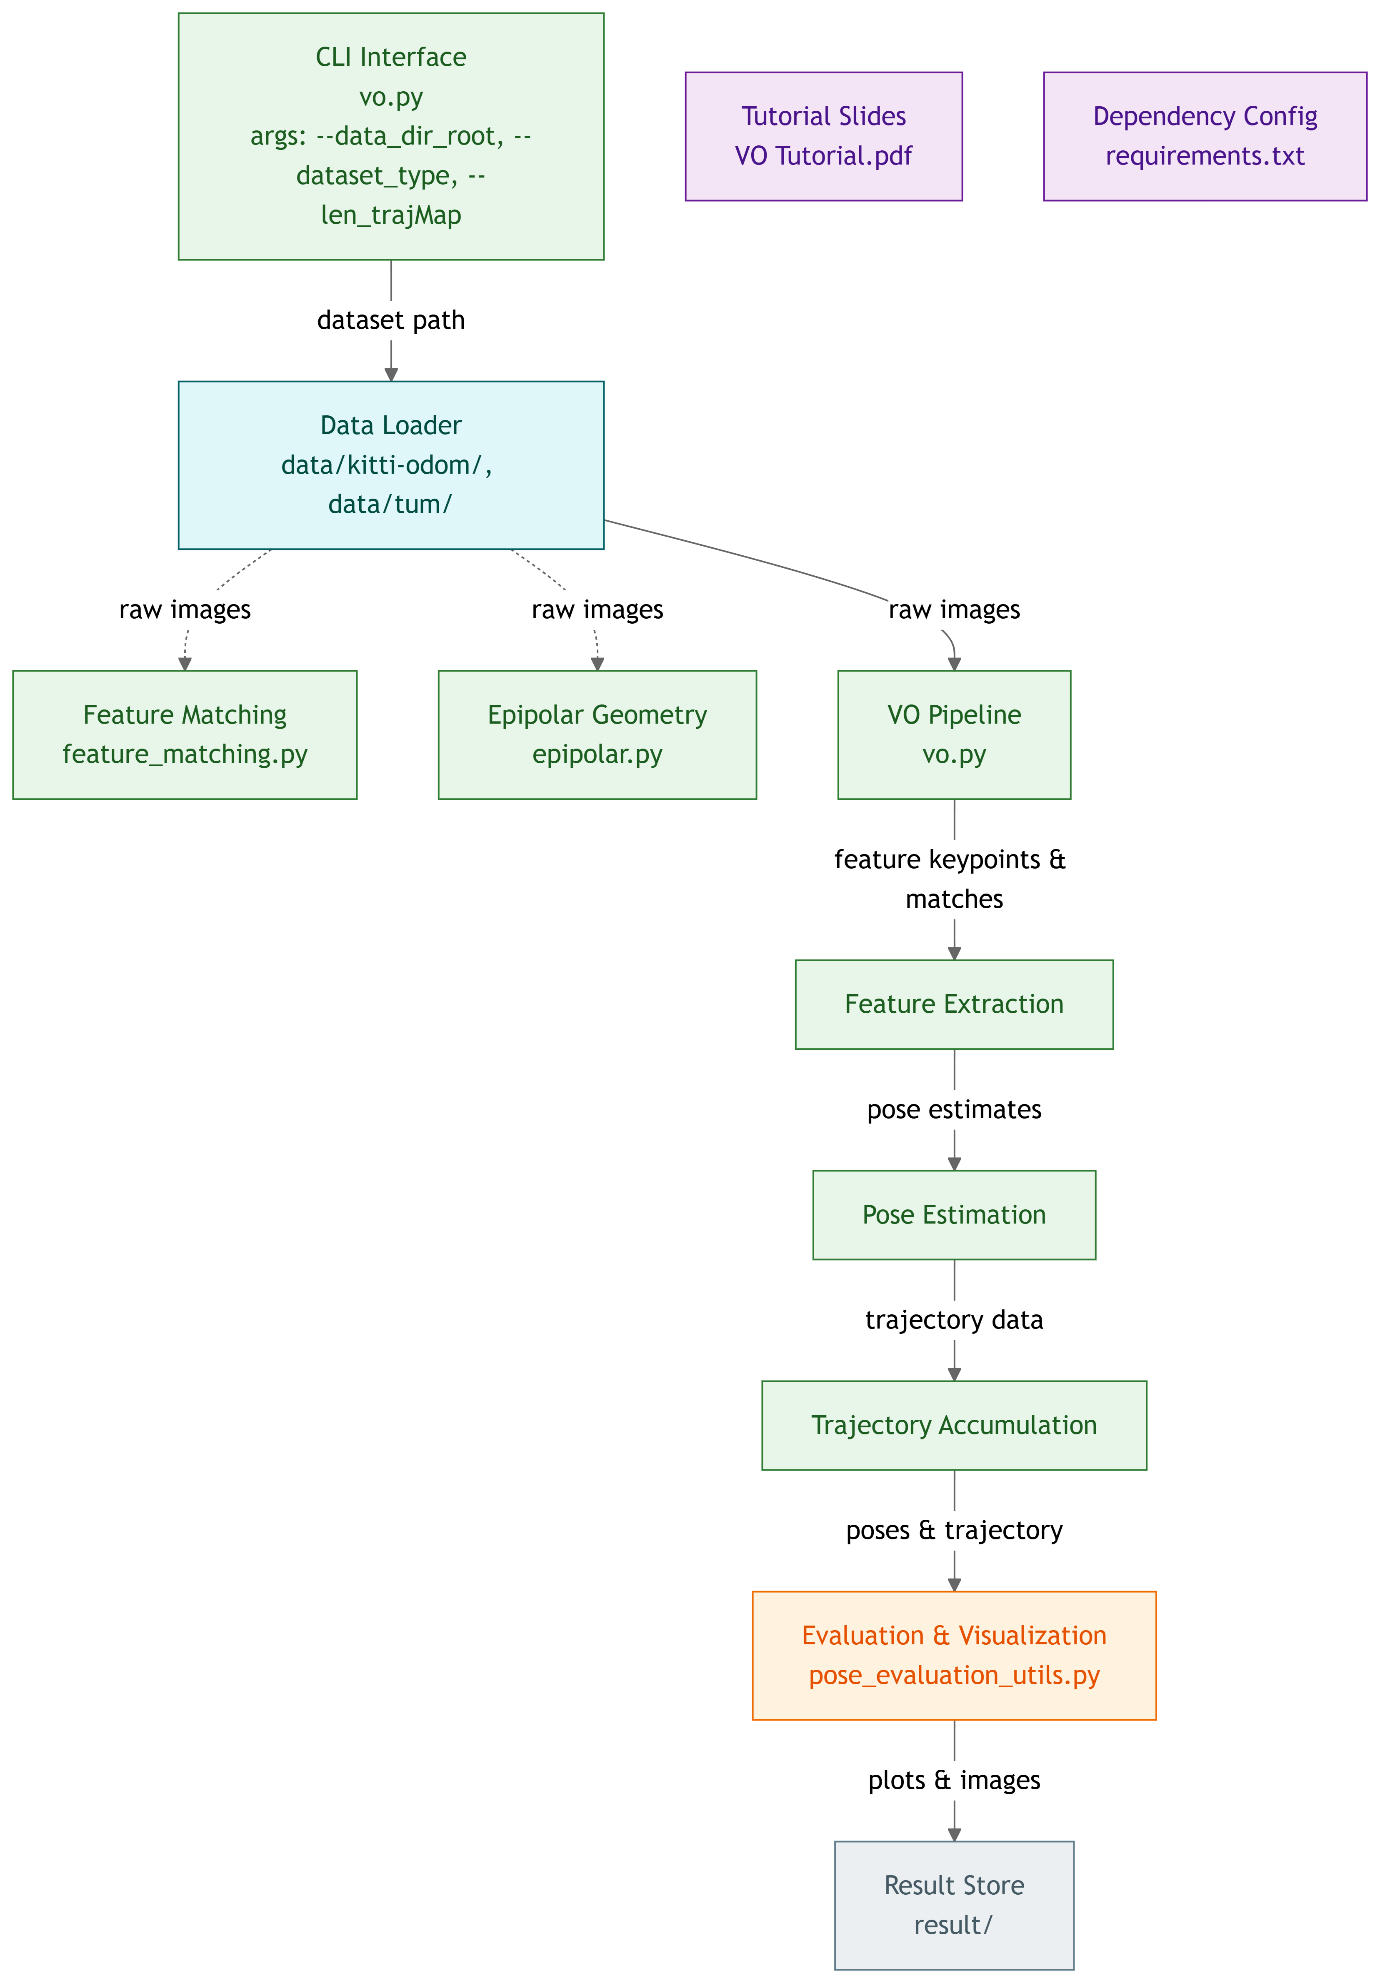 CLI Interface
vo.py
args: --data_dir_root, --
dataset_type, --
len_trajMap
Tutorial Slides
VO Tutorial.pdf
Dependency Config
requirements.txt
dataset path
Data Loader
data/kitti-odom/,
data/tum/
raw images
raw images
raw images
Feature Matching
feature_matching.py
Epipolar Geometry
epipolar.py
VO Pipeline
vo.py
feature keypoints &
matches
Feature Extraction
pose estimates
Pose Estimation
trajectory data
Trajectory Accumulation
poses & trajectory
Evaluation & Visualization
pose_evaluation_utils.py
plots & images
Result Store
result/